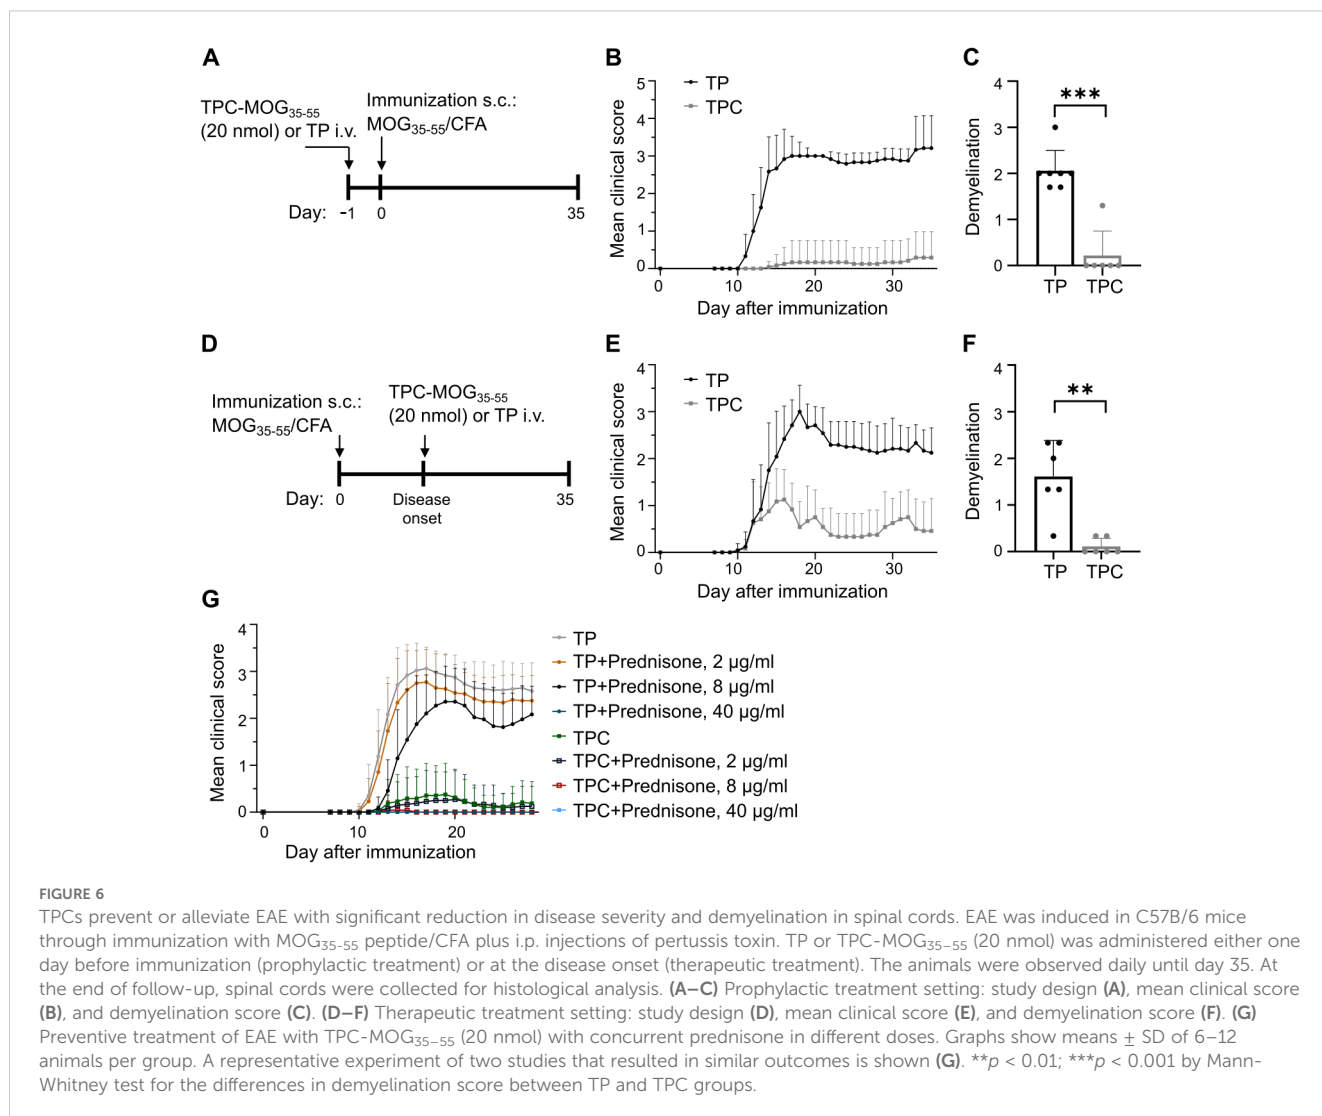 A
TPC-MOG35-55
(20 nmol) or TP i.v.
Immunization s.c.:
MOG35-55/CFA
Day: -1 0 35
B
Mean clinical score
5
4
3
2
1
0
TP
TPC
0 10 20 30
Day after immunization
C
Demyelination
4
3
2
1
0
***
TP TPC
D
Immunization s.c.:
MOG35-55/CFA
TPC-MOG35-55
(20 nmol) or TP i.v.
Day: 0 Disease 35
onset
E
Mean clinical score
4
3
2
1
0
TP
TPC
0 10 20 30
Day after immunization
F
Demyelination
4
3
2
1
0
**
TP TPC
G
Mean clinical score
4
3
2
1
0
0 10 20
Day after immunization
TP
TP+Prednisone, 2 µg/ml
TP+Prednisone, 8 µg/ml
TP+Prednisone, 40 µg/ml
TPC
TPC+Prednisone, 2 µg/ml
TPC+Prednisone, 8 µg/ml
TPC+Prednisone, 40 µg/ml
FIGURE 6
TPCs prevent or alleviate EAE with significant reduction in disease severity and demyelination in spinal cords. EAE was induced in C57B/6 mice
through immunization with MOG35-55 peptide/CFA plus i.p. injections of pertussis toxin. TP or TPC-MOG35–55 (20 nmol) was administered either one
day before immunization (prophylactic treatment) or at the disease onset (therapeutic treatment). The animals were observed daily until day 35. At
the end of follow-up, spinal cords were collected for histological analysis. (A–C) Prophylactic treatment setting: study design (A), mean clinical score
(B), and demyelination score (C). (D–F) Therapeutic treatment setting: study design (D), mean clinical score (E), and demyelination score (F). (G)
Preventive treatment of EAE with TPC-MOG35–55 (20 nmol) with concurrent prednisone in different doses. Graphs show means ± SD of 6–12
animals per group. A representative experiment of two studies that resulted in similar outcomes is shown (G). **p < 0.01; ***p < 0.001 by Mann-
Whitney test for the differences in demyelination score between TP and TPC groups.